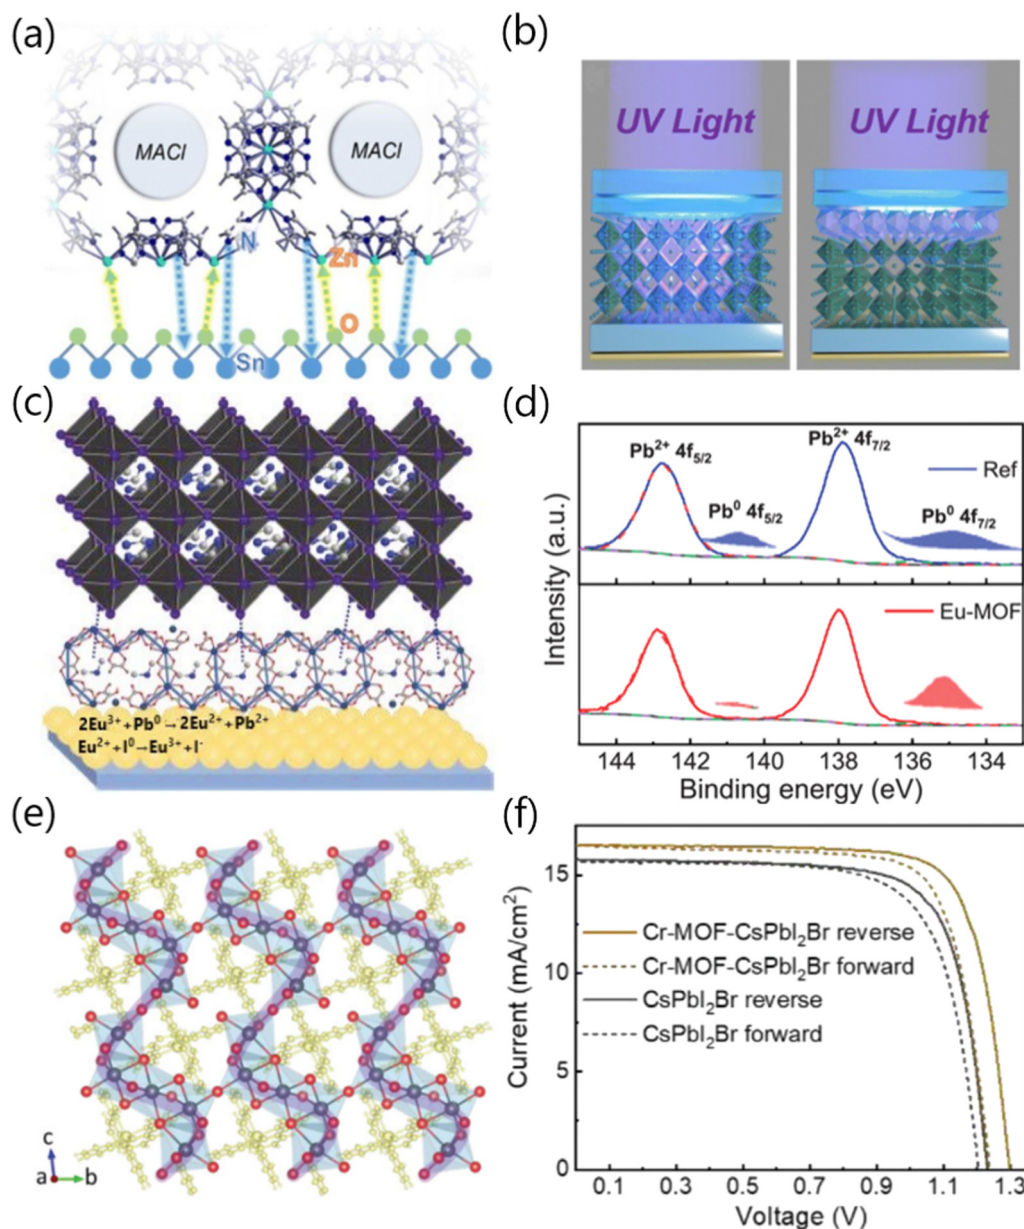 (a)
MACl
MACl
N
Zn
O
Sn
(b)
UV Light
UV Light
(c)
2Eu³⁺+Pb⁰→2Eu²⁺+Pb²⁺
Eu²⁺+I⁰→Eu³⁺+I⁻
(d)
Pb²⁺ 4f₅/₂
Pb²⁺ 4f₇/₂
Ref
Pb⁰ 4f₅/₂
Pb⁰ 4f₇/₂
Eu-MOF
Intensity (a.u.)
144 142 140 138 136 134
Binding energy (eV)
(e)
c
a
b
(f)
15
10
5
0
Cr-MOF-CsPbI₂Br reverse
Cr-MOF-CsPbI₂Br forward
CsPbI₂Br reverse
CsPbI₂Br forward
Current (mA/cm²)
0.1 0.3 0.5 0.7 0.9 1.1 1.3
Voltage (V)